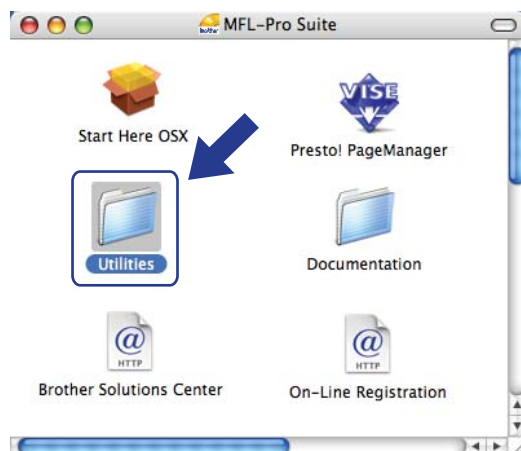 MFL-Pro Suite
Start Here OSX
VISE
Presto! PageManager
Utilities
Documentation
@
HTTP
@
HTTP
Brother Solutions Center
On-Line Registration